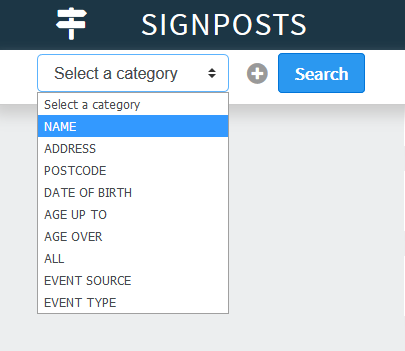 SIGNPOSTS
Select a category
Search
Select a category
NAME
ADDRESS
POSTCODE
DATE OF BIRTH
AGE UP TO
AGE OVER
ALL
EVENT SOURCE
EVENT TYPE